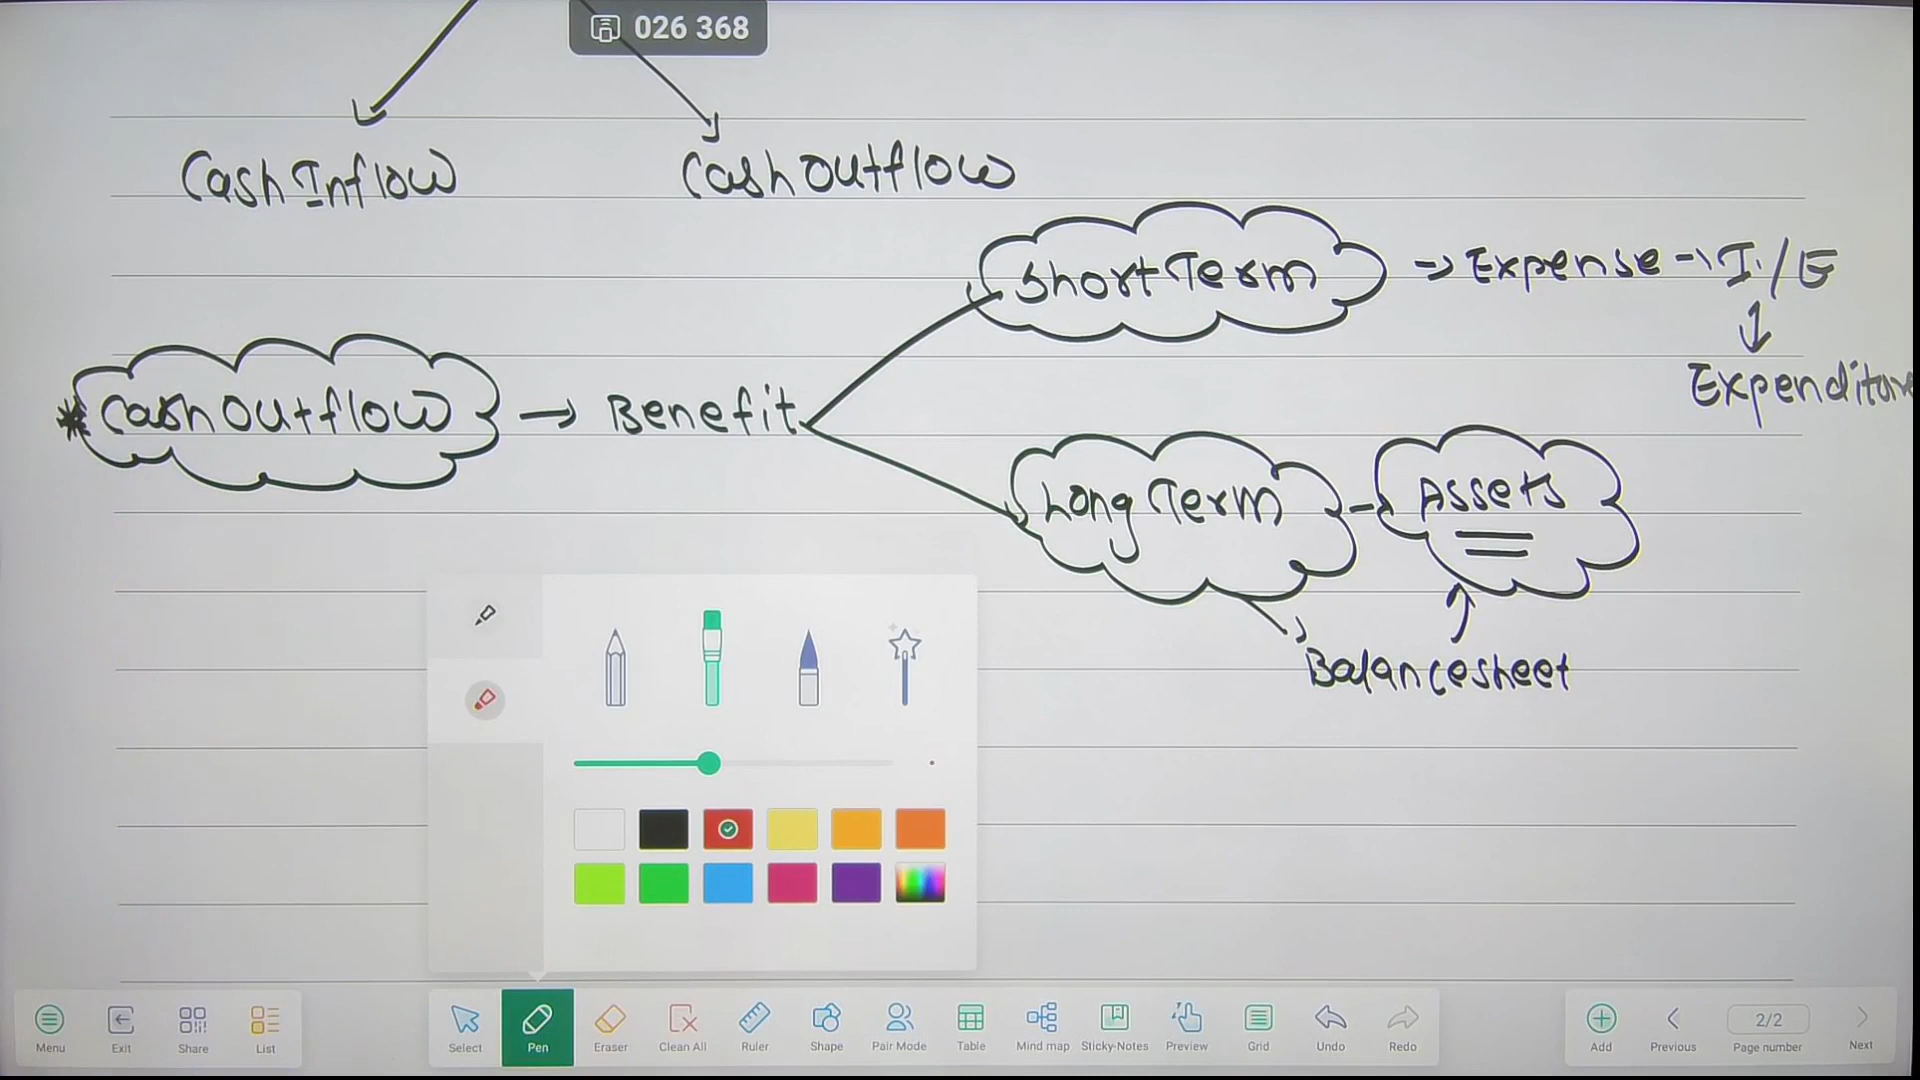 026 368
Cash Inflow
Cash outflow
Short Term → Expense → I/E
Expenditure
* Cash outflow → Benefit
Long Term → Assets
Balancesheet
Menu
Exit
Share
List
Select
Pen
Eraser
Clean All
Ruler
Shape
Pair Mode
Table
Mind map
Sticky-Notes
Preview
Grid
Undo
Redo
Add
Previous
2/2
Page number
Next